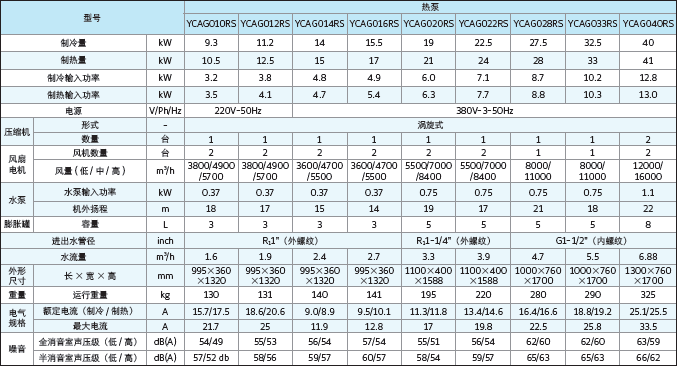 型号 热泵
YCAG010RS YCAG012RS YCAG014RS YCAG016RS YCAG020RS YCAG022RS YCAG028RS YCAG033RS YCAG040RS
制冷量 kW 9.3 11.2 14 15.5 19 22.5 27.5 32.5 40
制热量 kW 10.5 12.5 15 17 21 24 28 33 41
制冷输入功率 kW 3.2 3.8 4.8 4.9 6.0 7.1 8.7 10.2 12.8
制热输入功率 kW 3.5 4.1 4.7 5.4 6.3 7.7 8.8 10.3 13.0
电源 V/Ph/Hz 220V~50Hz 380V-3-50Hz
压缩机 形式 – 涡旋式
数量 台 1 1 1 1 1 1 1 1 2
风扇电机 风机数量 台 2 2 2 2 2 2 1 1 2
风量 (低/中/高) m³/h 3800/4900/5700 3800/4900/5700 3600/4700/5500 3600/4700/5500 5500/7000/8400 5500/7000/8400 8000/11000 8000/11000 12000/16000
水泵 水泵输入功率 kW 0.37 0.37 0.37 0.37 0.75 0.75 0.75 0.75 1.1
机外扬程 m 18 17 15 14 19 17 21 18 22
膨胀罐 容量 L 3 3 3 3 5 5 5 5 8
进出水管径 inch R₁1"（外螺纹） R₁1-1/4"（外螺纹） G1-1/2"（内螺纹）
水流量 m³/h 1.6 1.9 2.4 2.7 3.3 3.9 4.7 5.5 6.88
外形尺寸 长×宽×高 mm 995×360×1320 995×360×1320 995×360×1320 995×360×1320 1100×400×1588 1100×400×1588 1000×760×1700 1000×760×1700 1300×760×1700
重量 运行重量 kg 130 131 140 141 195 220 280 290 325
电气规格 额定电流（制冷/制热） A 15.7/17.5 18.6/20.6 9.0/8.9 9.5/10.1 11.3/11.8 13.4/14.6 16.4/16.6 18.8/19.2 25.1/25.5
最大电流 A 21.7 25 11.9 12.8 17 19.8 22.5 25.8 33.5
噪音 全消音室声压级（低/高） dB(A) 54/49 55/53 56/54 57/54 55/51 56/54 62/60 62/60 63/59
半消音室声压级（低/高） dB(A) 57/52 db 58/56 59/57 60/57 58/54 59/57 65/63 65/63 66/62